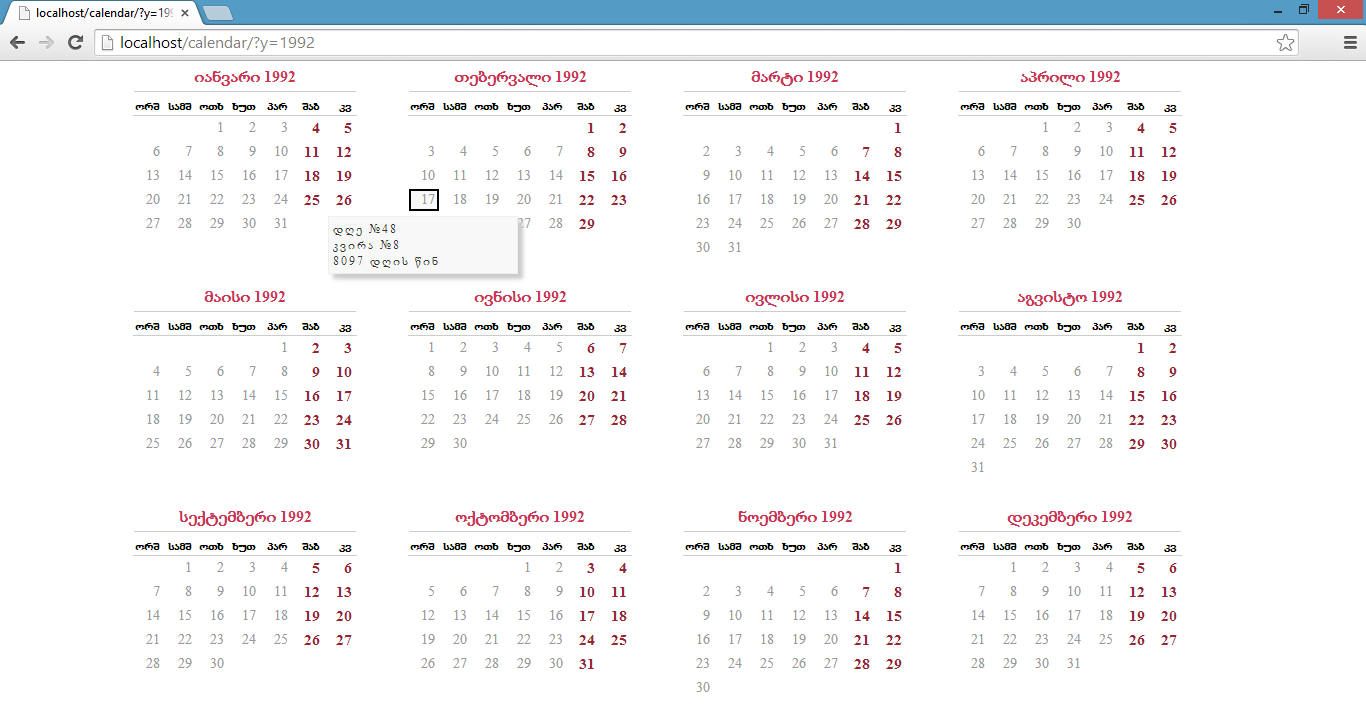 localhost/calendar/?y=199
localhost/calendar/?y=1992
იანვარი 1992 თებერვალი 1992 მარტი 1992 აპრილი 1992
ორშ სამშ ოთხ ხუთ პარ შაბ კვ ორშ სამშ ოთხ ხუთ პარ შაბ კვ ორშ სამშ ოთხ ხუთ პარ შაბ კვ ორშ სამშ ოთხ ხუთ პარ შაბ კვ
1 2 3 4 5 1 2 1 1 2 3 4 5
6 7 8 9 10 11 12 3 4 5 6 7 8 9 2 3 4 5 6 7 8 6 7 8 9 10 11 12
13 14 15 16 17 18 19 10 11 12 13 14 15 16 9 10 11 12 13 14 15 13 14 15 16 17 18 19
20 21 22 23 24 25 26 17 18 19 20 21 22 23 16 17 18 19 20 21 22 20 21 22 23 24 25 26
27 28 29 30 31 27 28 29 23 24 25 26 27 28 29 27 28 29 30
30 31
დღე №48
კვირა №8
8097 დღის წინ
მაისი 1992 ივნისი 1992 ივლისი 1992 აგვისტო 1992
ორშ სამშ ოთხ ხუთ პარ შაბ კვ ორშ სამშ ოთხ ხუთ პარ შაბ კვ ორშ სამშ ოთხ ხუთ პარ შაბ კვ ორშ სამშ ოთხ ხუთ პარ შაბ კვ
1 2 3 1 2 3 4 5 6 7 1 2 3 4 5 1 2
4 5 6 7 8 9 10 8 9 10 11 12 13 14 6 7 8 9 10 11 12 3 4 5 6 7 8 9
11 12 13 14 15 16 17 15 16 17 18 19 20 21 13 14 15 16 17 18 19 10 11 12 13 14 15 16
18 19 20 21 22 23 24 22 23 24 25 26 27 28 20 21 22 23 24 25 26 17 18 19 20 21 22 23
25 26 27 28 29 30 31 29 30 27 28 29 30 31 24 25 26 27 28 29 30
31
სექტემბერი 1992 ოქტომბერი 1992 ნოემბერი 1992 დეკემბერი 1992
ორშ სამშ ოთხ ხუთ პარ შაბ კვ ორშ სამშ ოთხ ხუთ პარ შაბ კვ ორშ სამშ ოთხ ხუთ პარ შაბ კვ ორშ სამშ ოთხ ხუთ პარ შაბ კვ
1 2 3 4 5 6 1 2 3 4 1 1 2 3 4 5 6
7 8 9 10 11 12 13 5 6 7 8 9 10 11 2 3 4 5 6 7 8 7 8 9 10 11 12 13
14 15 16 17 18 19 20 12 13 14 15 16 17 18 9 10 11 12 13 14 15 14 15 16 17 18 19 20
21 22 23 24 25 26 27 19 20 21 22 23 24 25 16 17 18 19 20 21 22 21 22 23 24 25 26 27
28 29 30 26 27 28 29 30 31 23 24 25 26 27 28 29 28 29 30 31
30